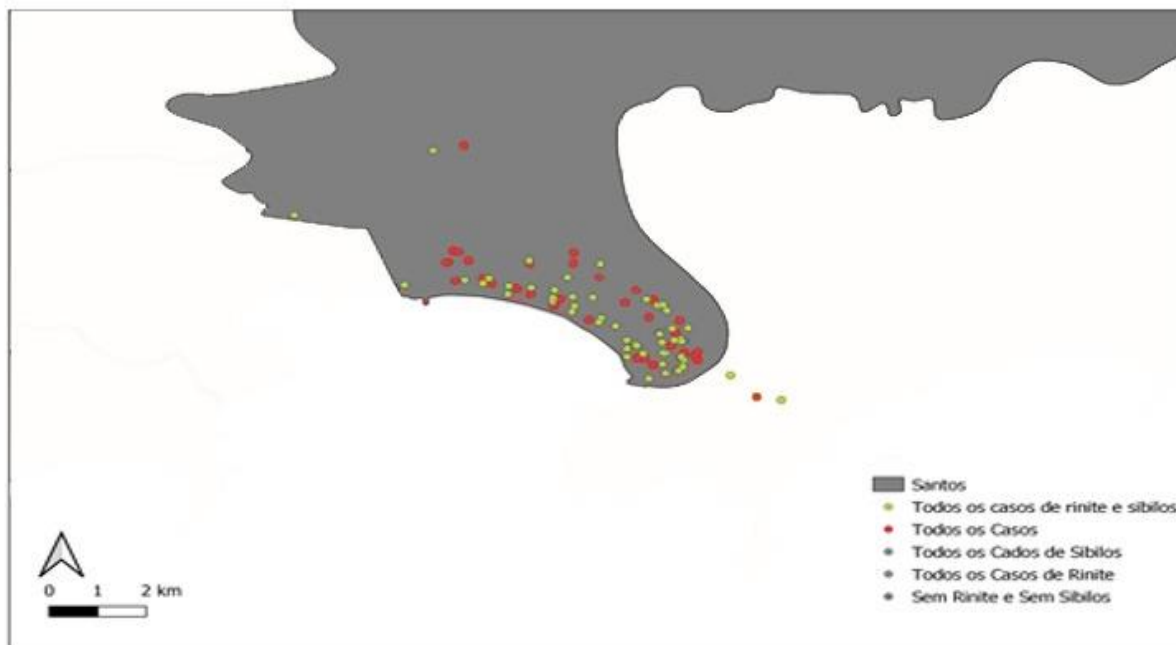 Santos
Todos os casos de rinite e sibilos
Todos os Casos
Todos os Cados de Sibilos
Todos os Casos de Rinite
Sem Rinite e Sem Sibilos
0 1 2 km